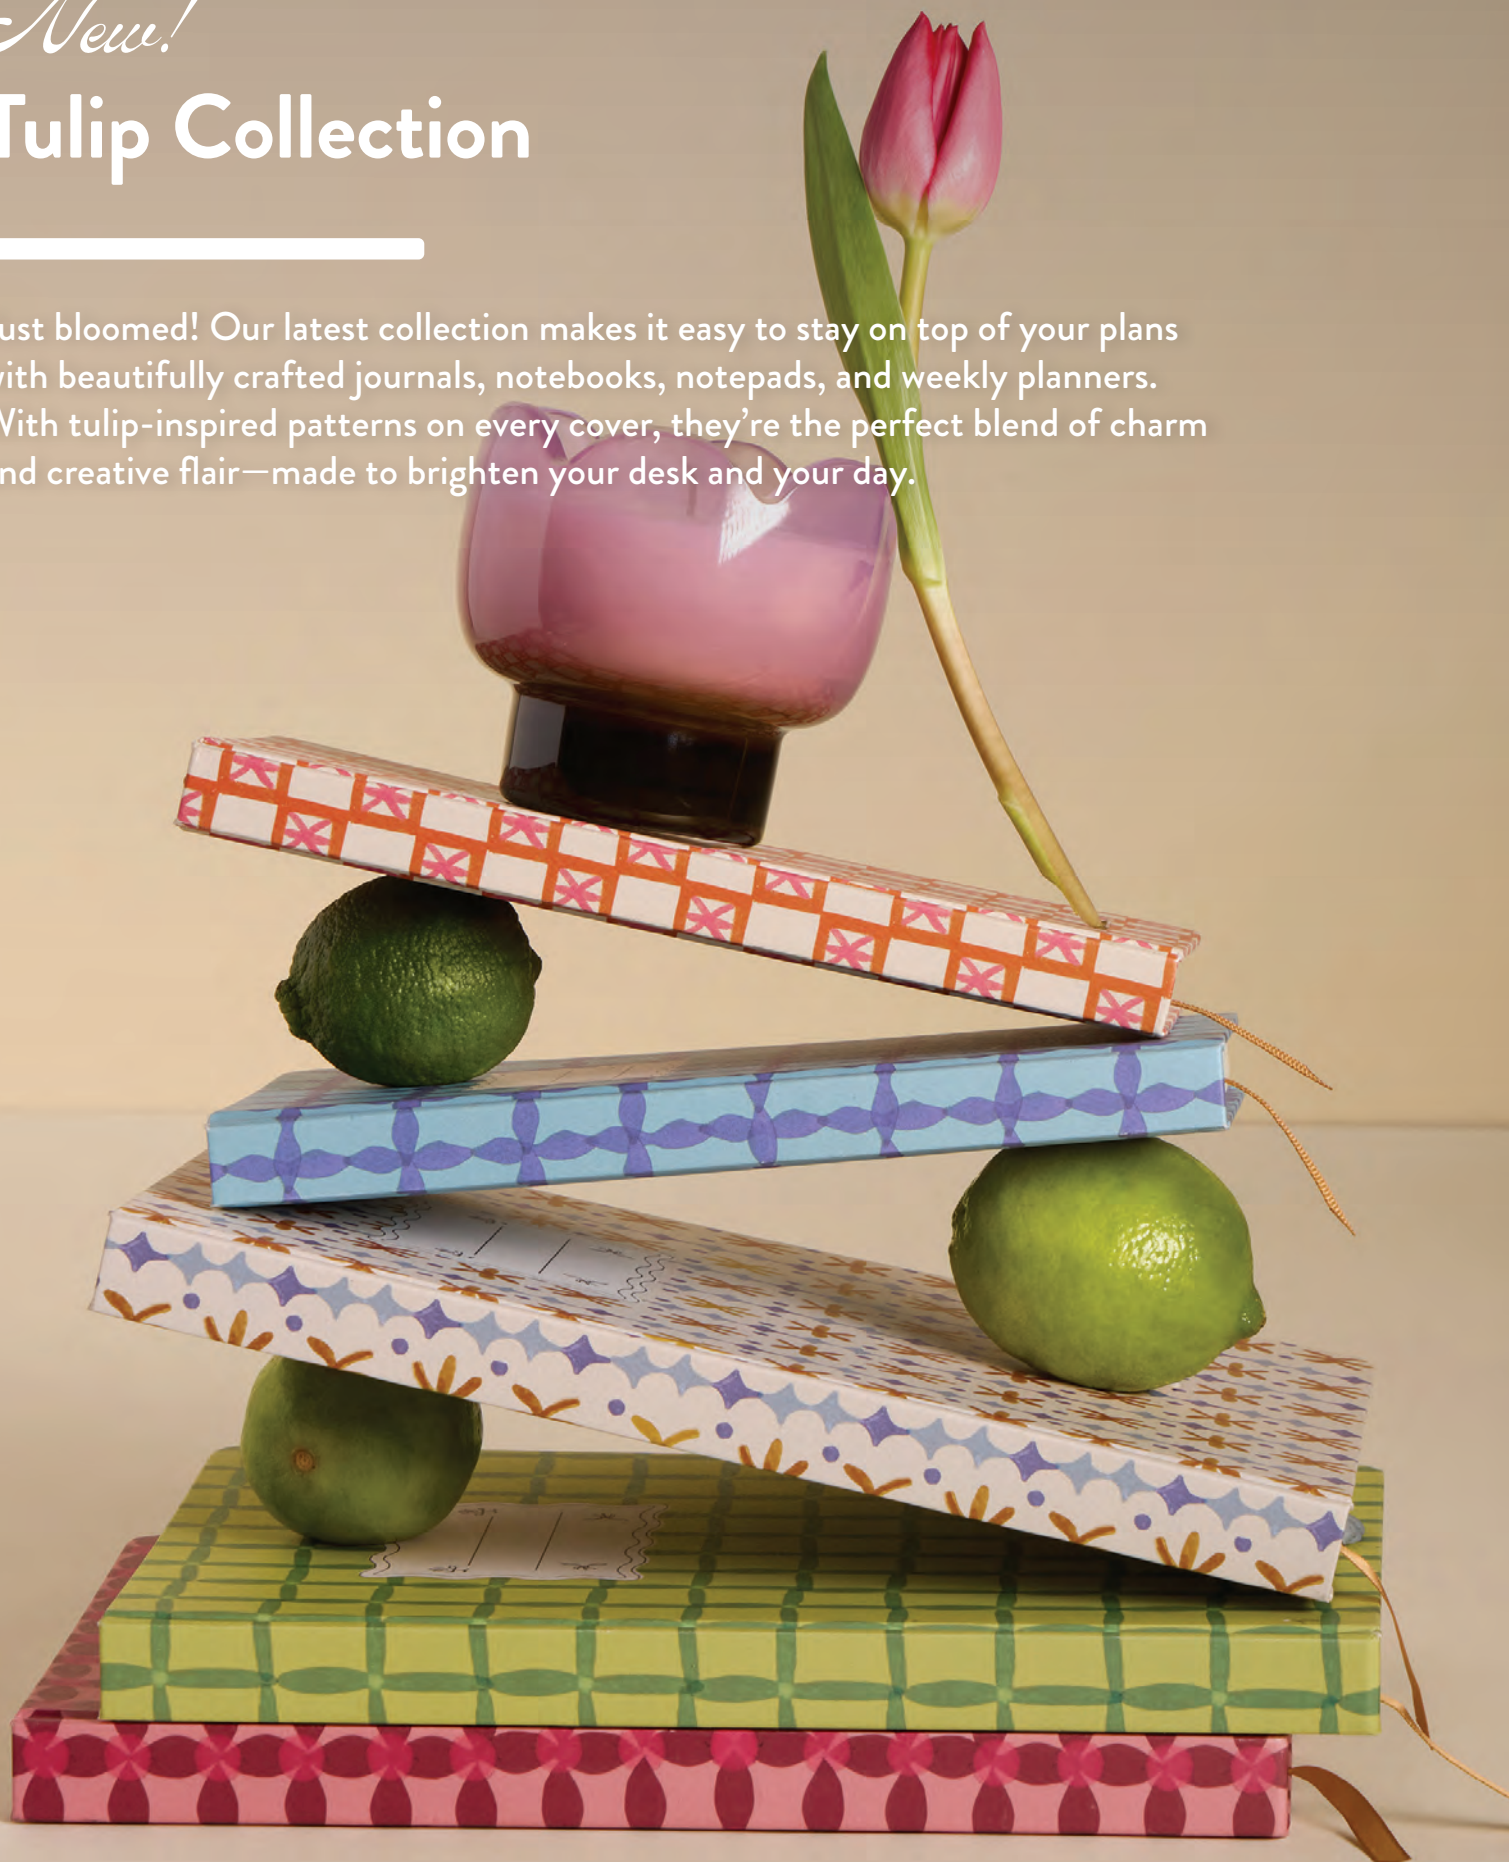 New!
Tulip Collection
ust bloomed! Our latest collection makes it easy to stay on top of your plans
with beautifully crafted journals, notebooks, notepads, and weekly planners.
With tulip-inspired patterns on every cover, they’re the perfect blend of charm
nd creative flair—made to brighten your desk and your day.